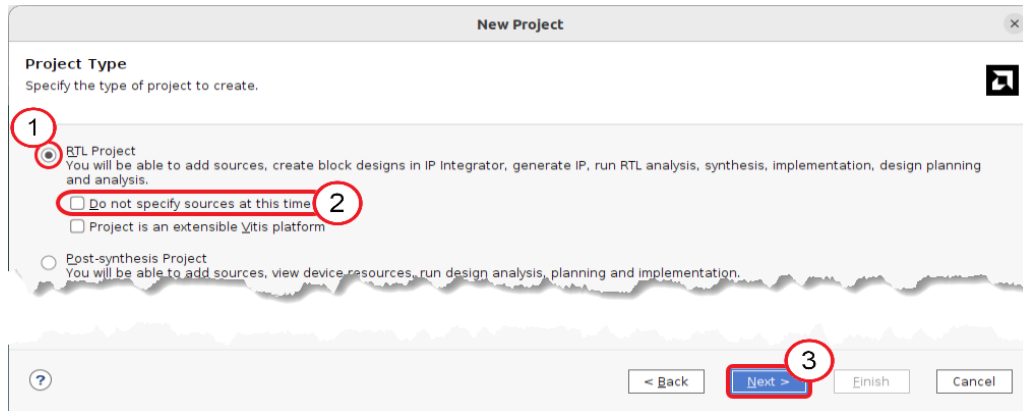 New Project
Project Type
Specify the type of project to create.
1
RTL Project
You will be able to add sources, create block designs in IP Integrator, generate IP, run RTL analysis, synthesis, implementation, design planning
and analysis.
Do not specify sources at this time
2
Project is an extensible Vitis platform
Post-synthesis Project
You will be able to add sources, view device resources, run design analysis, planning and implementation.
3
?
< Back
Next >
Finish
Cancel